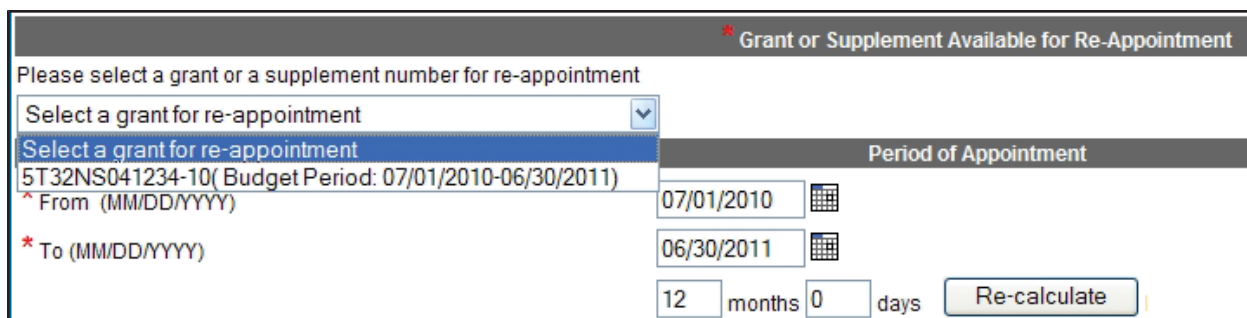 * Grant or Supplement Available for Re-Appointment
Please select a grant or a supplement number for re-appointment
Select a grant for re-appointment
Select a grant for re-appointment
5T32NS041234-10( Budget Period: 07/01/2010-06/30/2011)
Period of Appointment
* From (MM/DD/YYYY) 07/01/2010
* To (MM/DD/YYYY) 06/30/2011
12 months 0 days Re-calculate